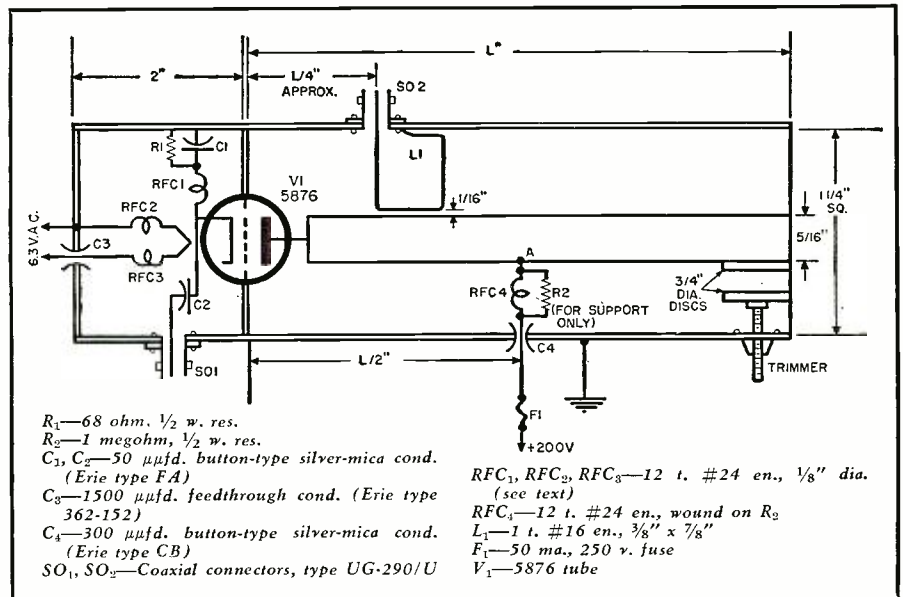 2"
L"
L/4"
APPROX.
SO2
R1
C1
L1
RFC1
V1
5876
1/16"
1 1/4"
SQ.
RFC2
5/16"
6.3 V.A.C.
C3
RFC3
A
C2
RFC4
R2
(FOR SUPPORT
ONLY)
3/4"
DIA.
DISCS
C4
L/2"
TRIMMER
SO1
F1
+200V
R₁—68 ohm, ½ w. res.
R₂—1 megohm, ½ w. res.
C₁, C₂—50 μμfd. button-type silver-mica cond.
(Erie type FA)
C₃—1500 μμfd. feedthrough cond. (Erie type
362-152)
C₄—300 μμfd. button-type silver-mica cond.
(Erie type CB)
SO₁, SO₂—Coaxial connectors, type UG-290/U
RFC₁, RFC₂, RFC₃—12 t. #24 en., ⅛" dia.
(see text)
RFC₄—12 t. #24 en., wound on R₂
L₁—1 t. #16 en., ⅜" x ⅞"
F₁—50 ma., 250 v. fuse
V₁—5876 tube